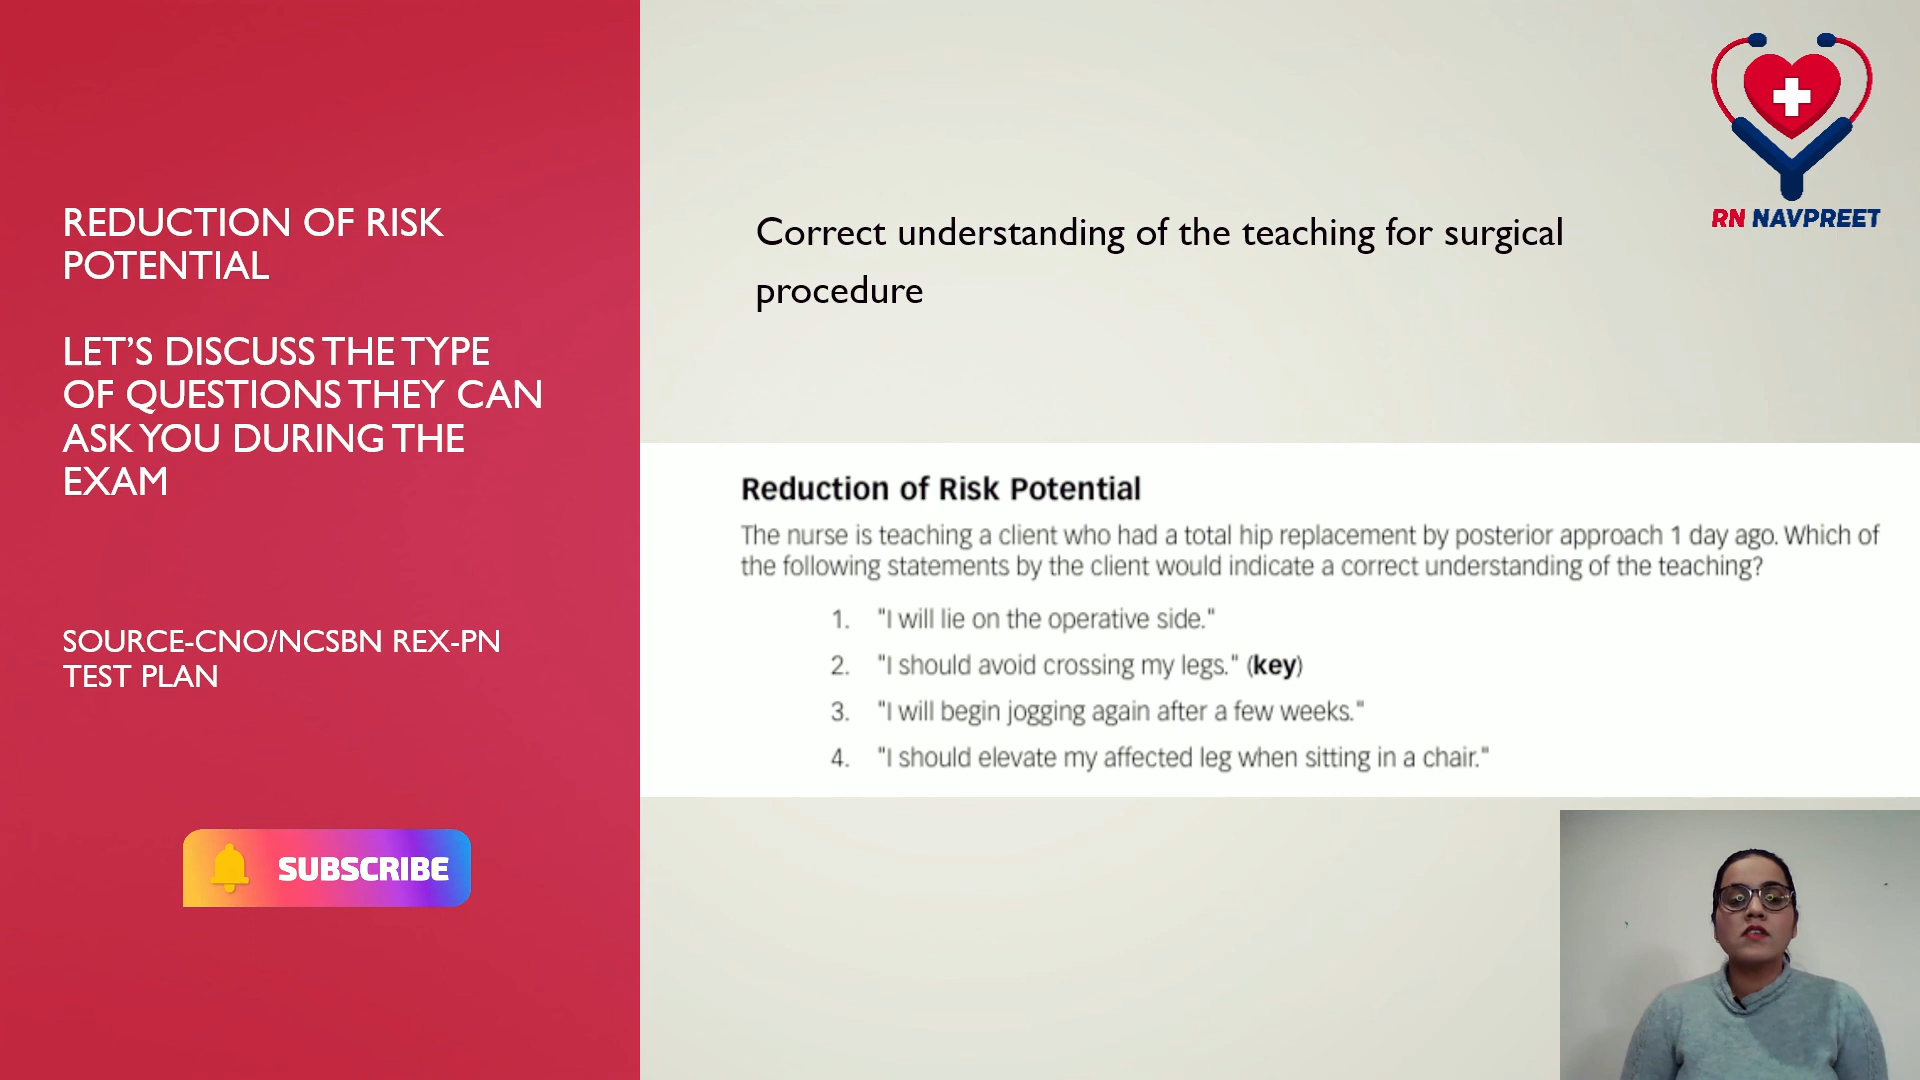 REDUCTION OF RISK
POTENTIAL
LET'S DISCUSS THE TYPE
OF QUESTIONS THEY CAN
ASK YOU DURING THE
EXAM
SOURCE-CNO/NCSBN REX-PN
TEST PLAN
SUBSCRIBE
RN NAVPREET
Correct understanding of the teaching for surgical
procedure
Reduction of Risk Potential
The nurse is teaching a client who had a total hip replacement by posterior approach 1 day ago. Which of
the following statements by the client would indicate a correct understanding of the teaching?
1. "I will lie on the operative side."
2. "I should avoid crossing my legs." (key)
3. "I will begin jogging again after a few weeks."
4. "I should elevate my affected leg when sitting in a chair."